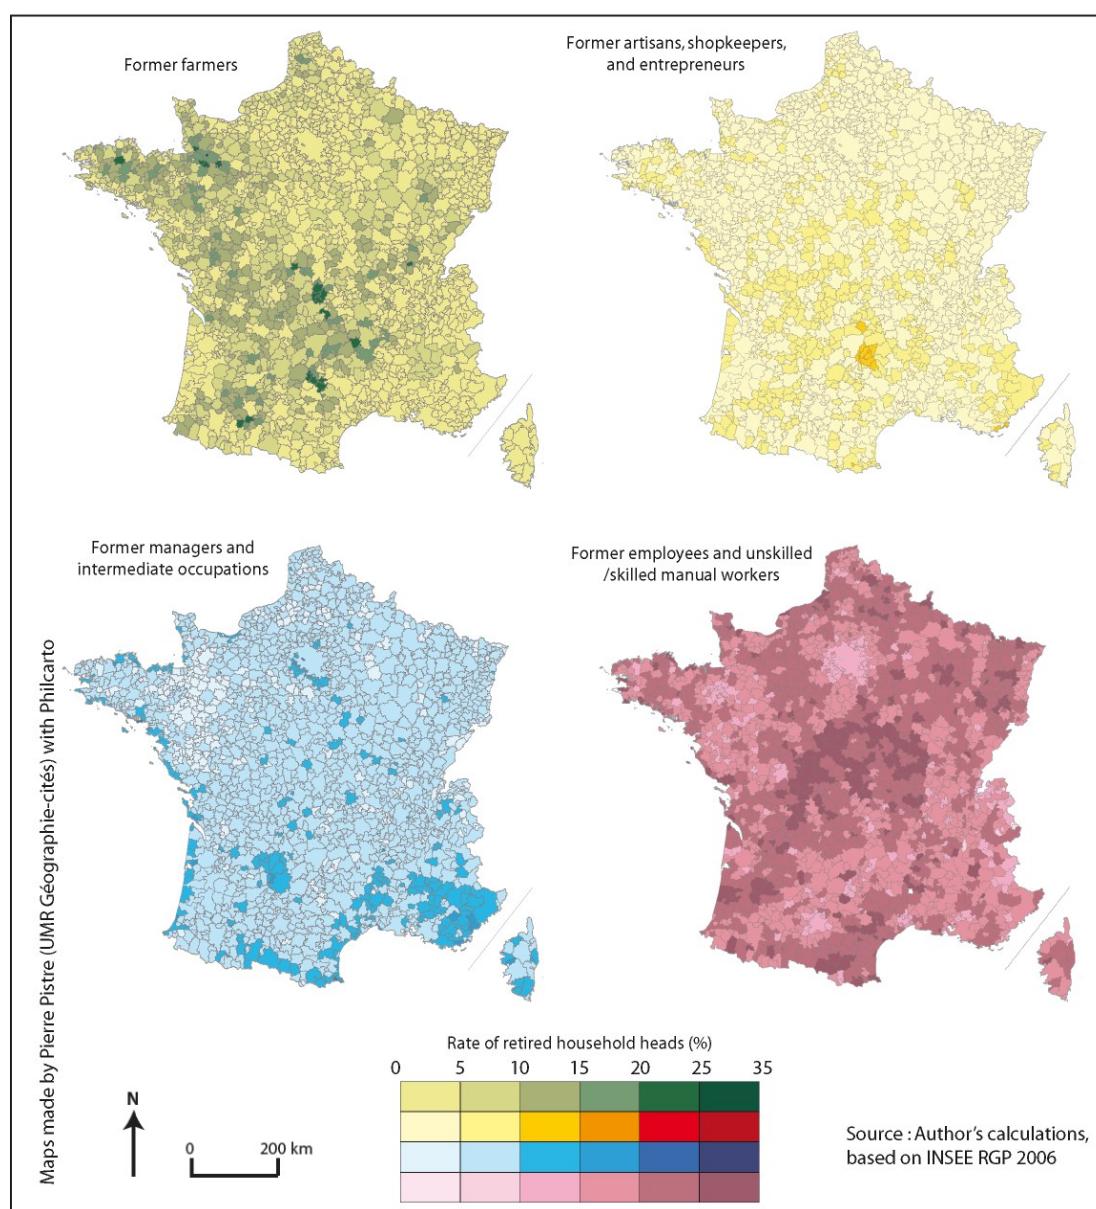 Former farmers
Former artisans, shopkeepers,
and entrepreneurs
Former managers and
intermediate occupations
Former employees and unskilled
/skilled manual workers
Maps made by Pierre Pistre (UMR Géographie-cités) with Philcarto
Rate of retired household heads (%)
0 5 10 15 20 25 35
N
0 200 km
Source : Author's calculations,
based on INSEE RGP 2006